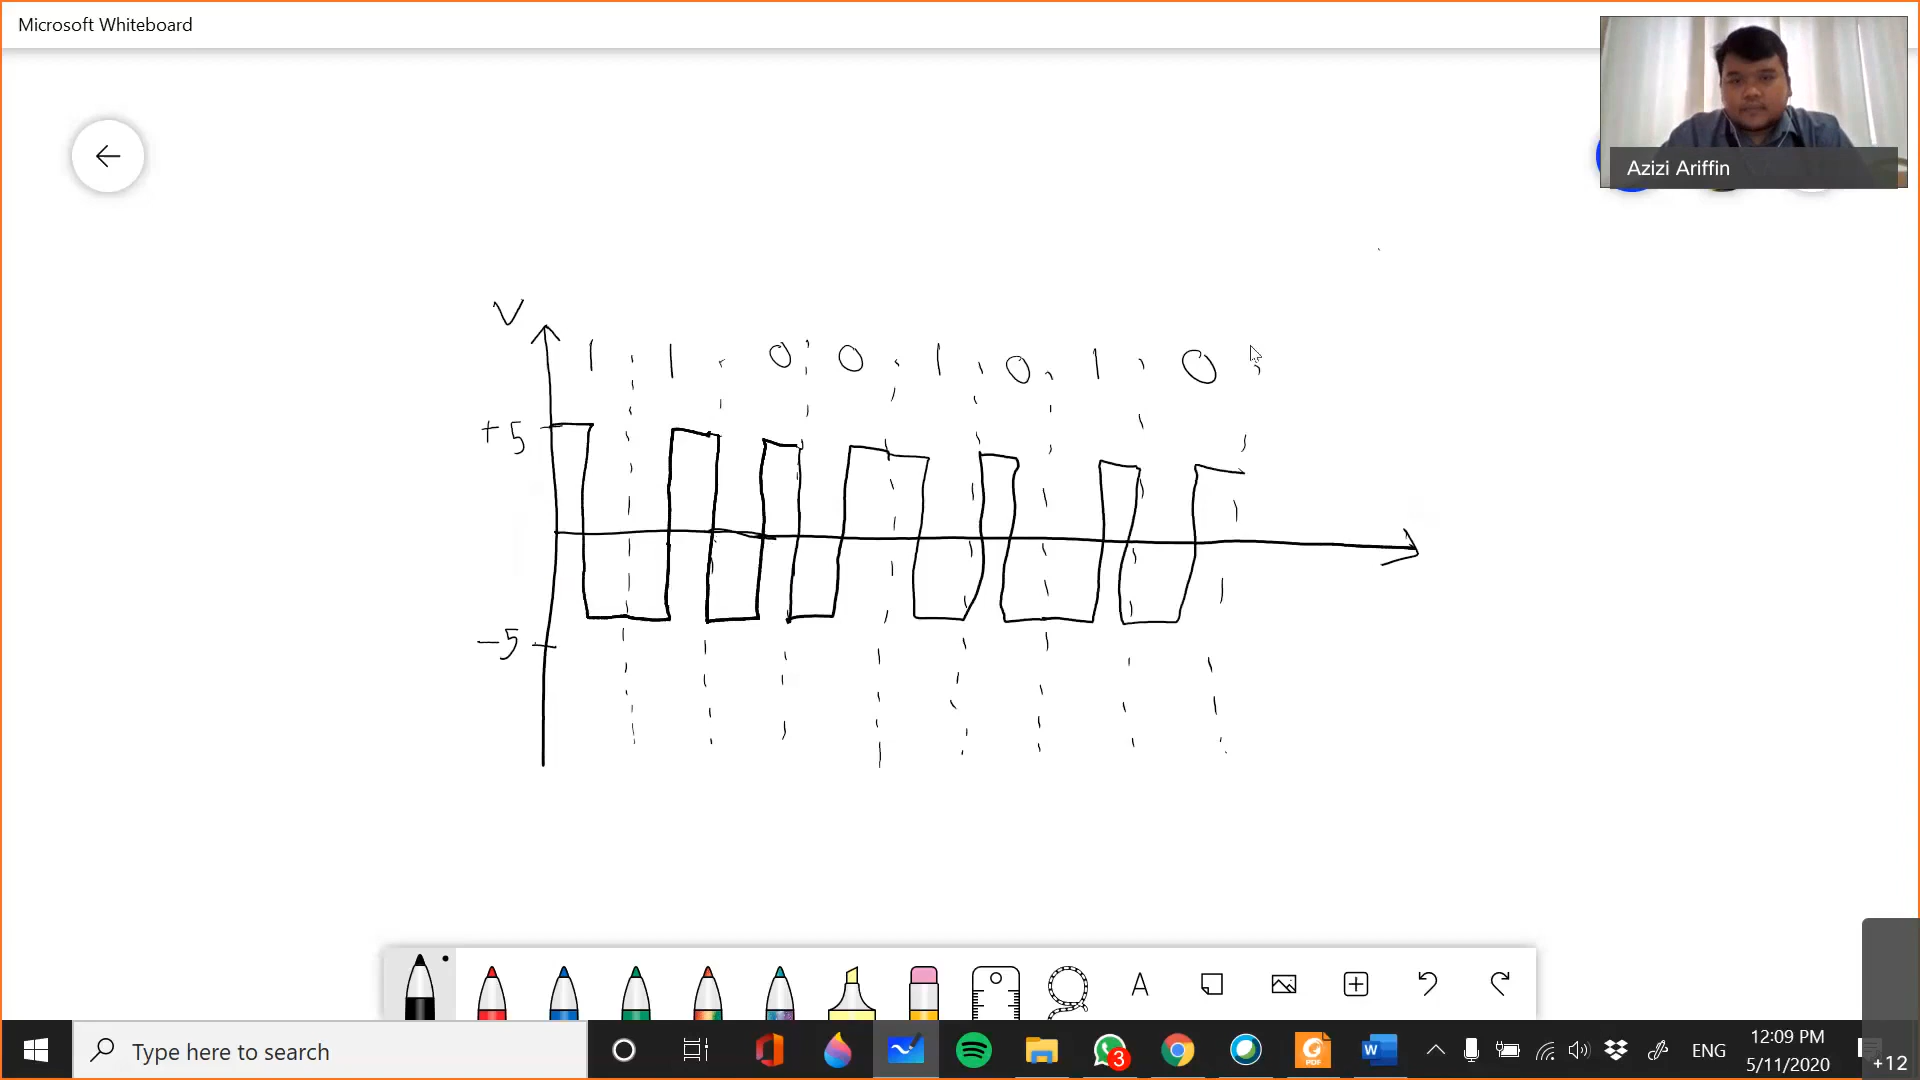 Microsoft Whiteboard
Azizi Ariffin
V
1 1 0 0 1 0 1 0
+5
-5
A
Type here to search
3
PDF
W
ENG
12:09 PM
5/11/2020
+12